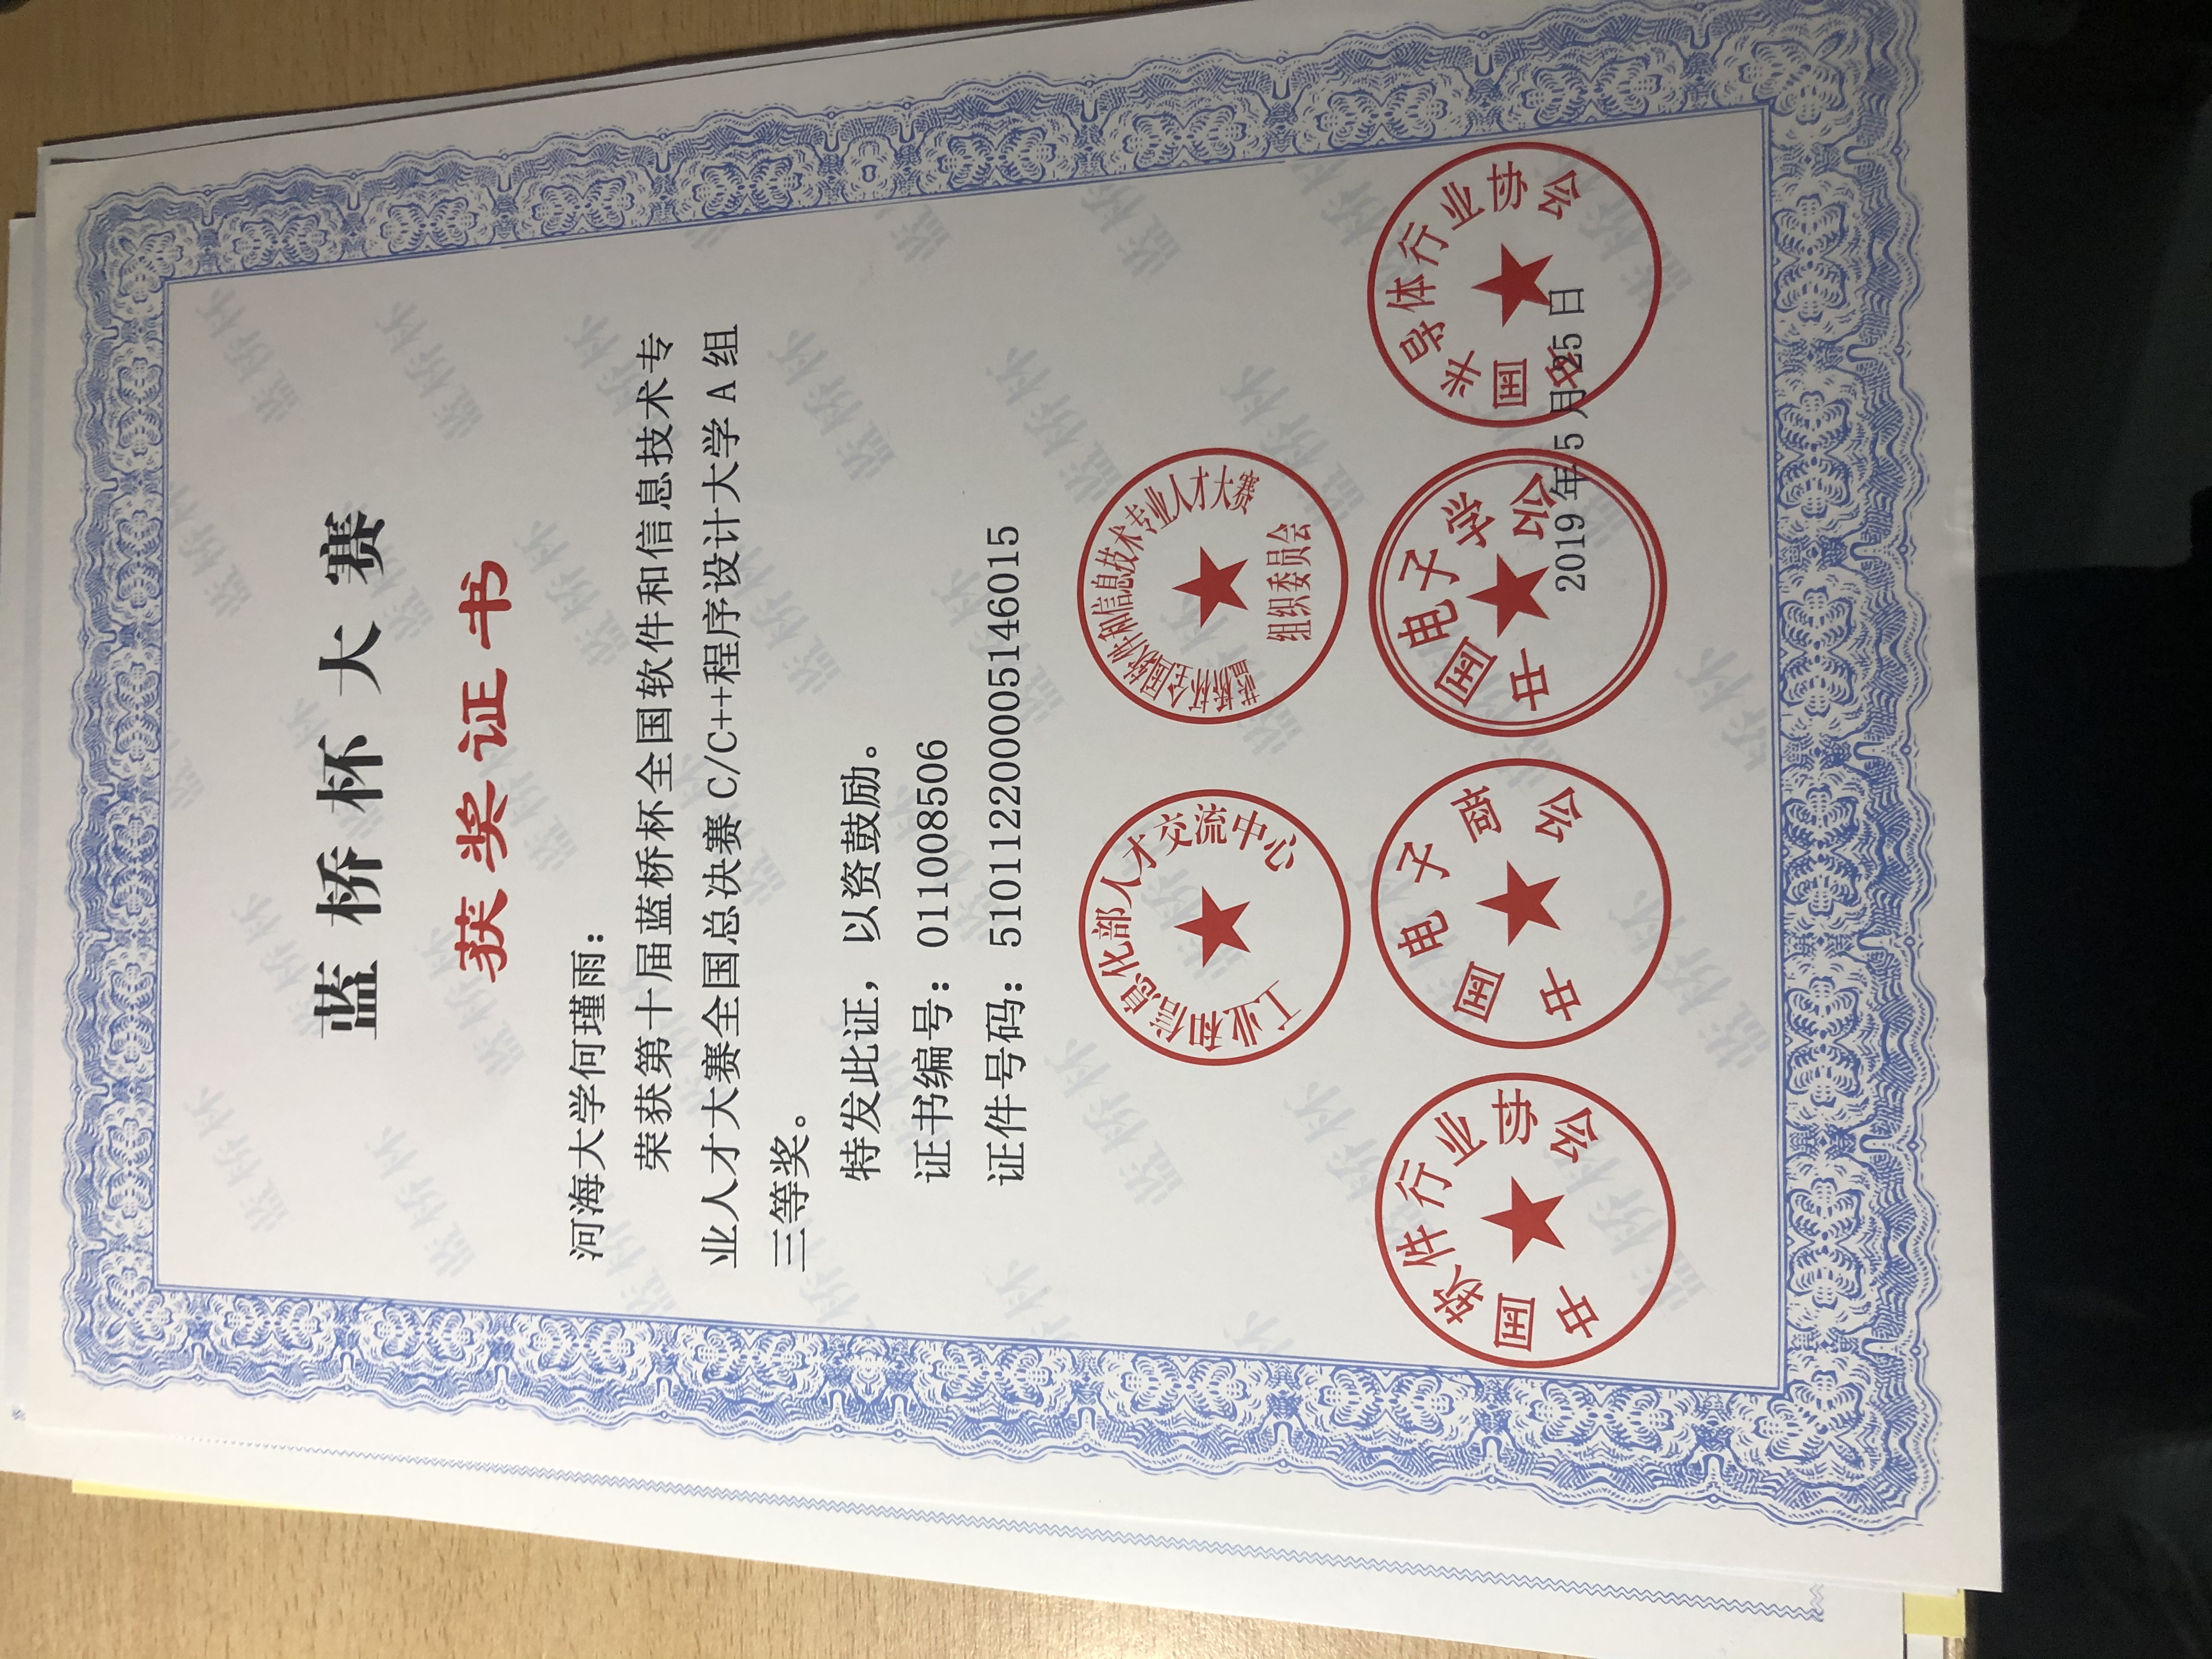 蓝桥杯大赛
获奖证书
河海大学何瑾雨：
荣获第十届蓝桥杯全国软件和信息技术专
业人才大赛全国总决赛 C/C++程序设计大学 A 组
三等奖。
特发此证，以资鼓励。
证书编号：011008506
证件号码：510112200005146015
工业和信息化部人才交流中心
蓝桥杯全国软件和信息技术专业人才大赛
组织委员会
中国软件行业协会
中国电子商会
中国电子学会
中国半导体行业协会
2019 年 5 月 25 日